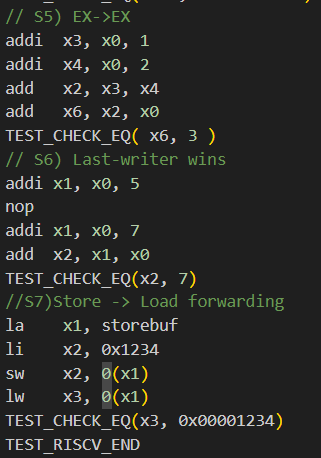 // S5) EX->EX
addi  x3, x0, 1
addi  x4, x0, 2
add   x2, x3, x4
add   x6, x2, x0
TEST_CHECK_EQ( x6, 3 )
// S6) Last-writer wins
addi x1, x0, 5
nop
addi x1, x0, 7
add  x2, x1, x0
TEST_CHECK_EQ(x2, 7)
//S7)Store -> Load forwarding
la    x1, storebuf
li    x2, 0x1234
sw    x2, 0(x1)
lw    x3, 0(x1)
TEST_CHECK_EQ(x3, 0x00001234)
TEST_RISCV_END